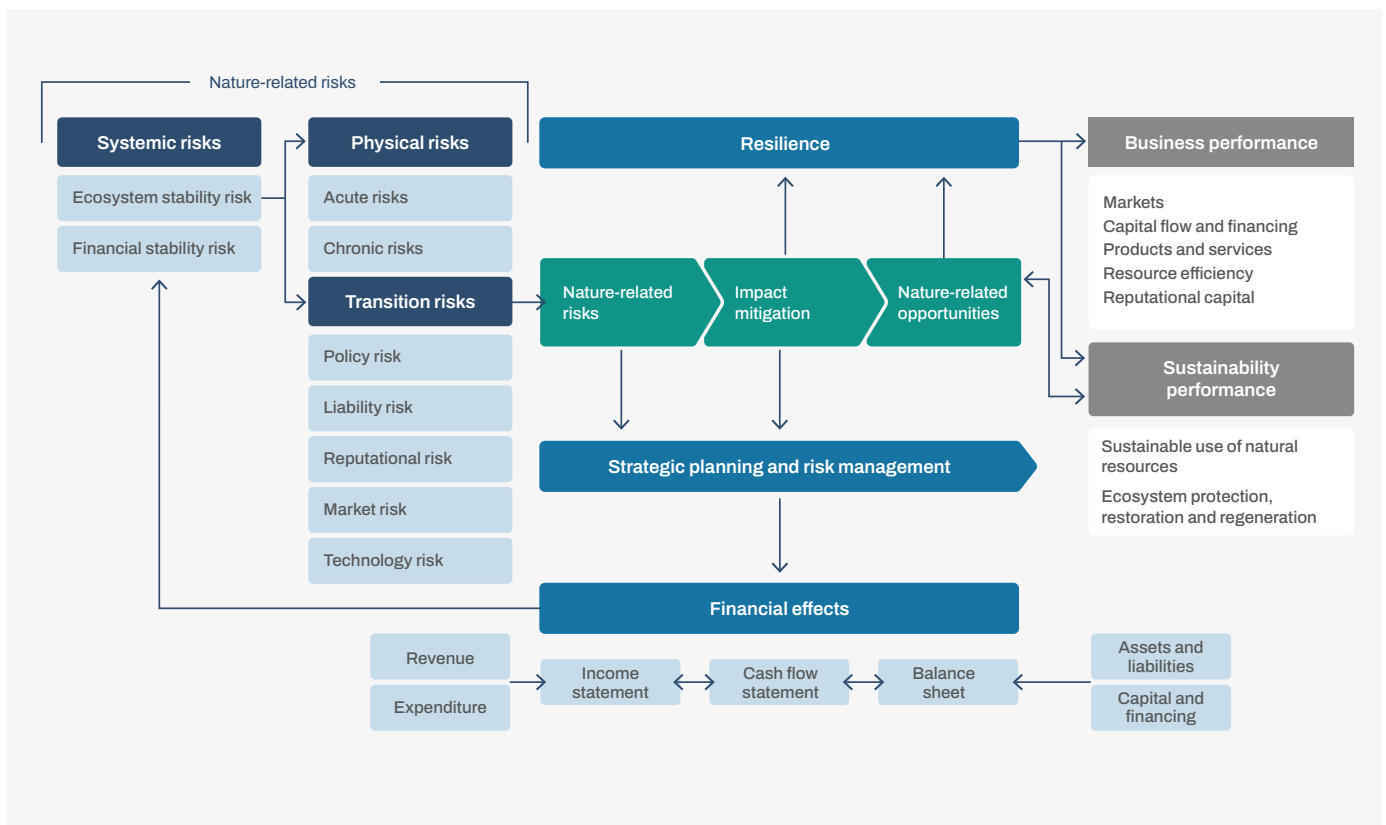 Nature-related risks
Systemic risks
Ecosystem stability risk
Financial stability risk
Physical risks
Acute risks
Chronic risks
Transition risks
Policy risk
Liability risk
Reputational risk
Market risk
Technology risk
Resilience
Nature-related
risks
Impact
mitigation
Nature-related
opportunities
Strategic planning and risk management
Financial effects
Revenue
Expenditure
Income
statement
Cash flow
statement
Balance
sheet
Assets and
liabilities
Capital and
financing
Business performance
Markets
Capital flow and financing
Products and services
Resource efficiency
Reputational capital
Sustainability
performance
Sustainable use of natural
resources
Ecosystem protection,
restoration and regeneration